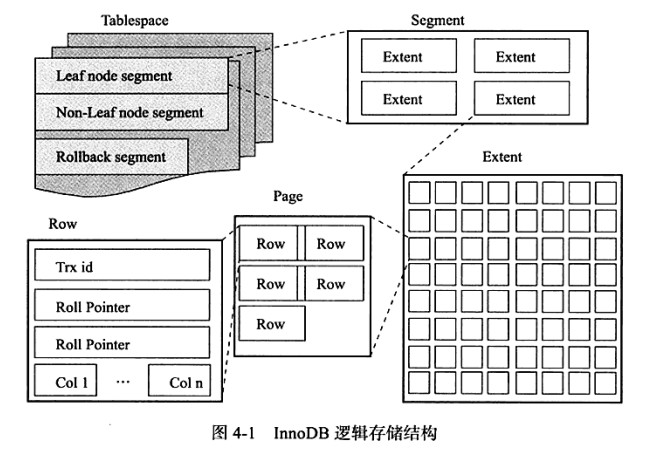 Tablespace
Segment
Leaf node segment
Non-Leaf node segment
Rollback segment
Extent Extent
Extent Extent
Extent
Page
Row Row
Row Row
Row
Row
Trx id
Roll Pointer
Roll Pointer
Col 1 ... Col n
图 4-1 InnoDB 逻辑存储结构